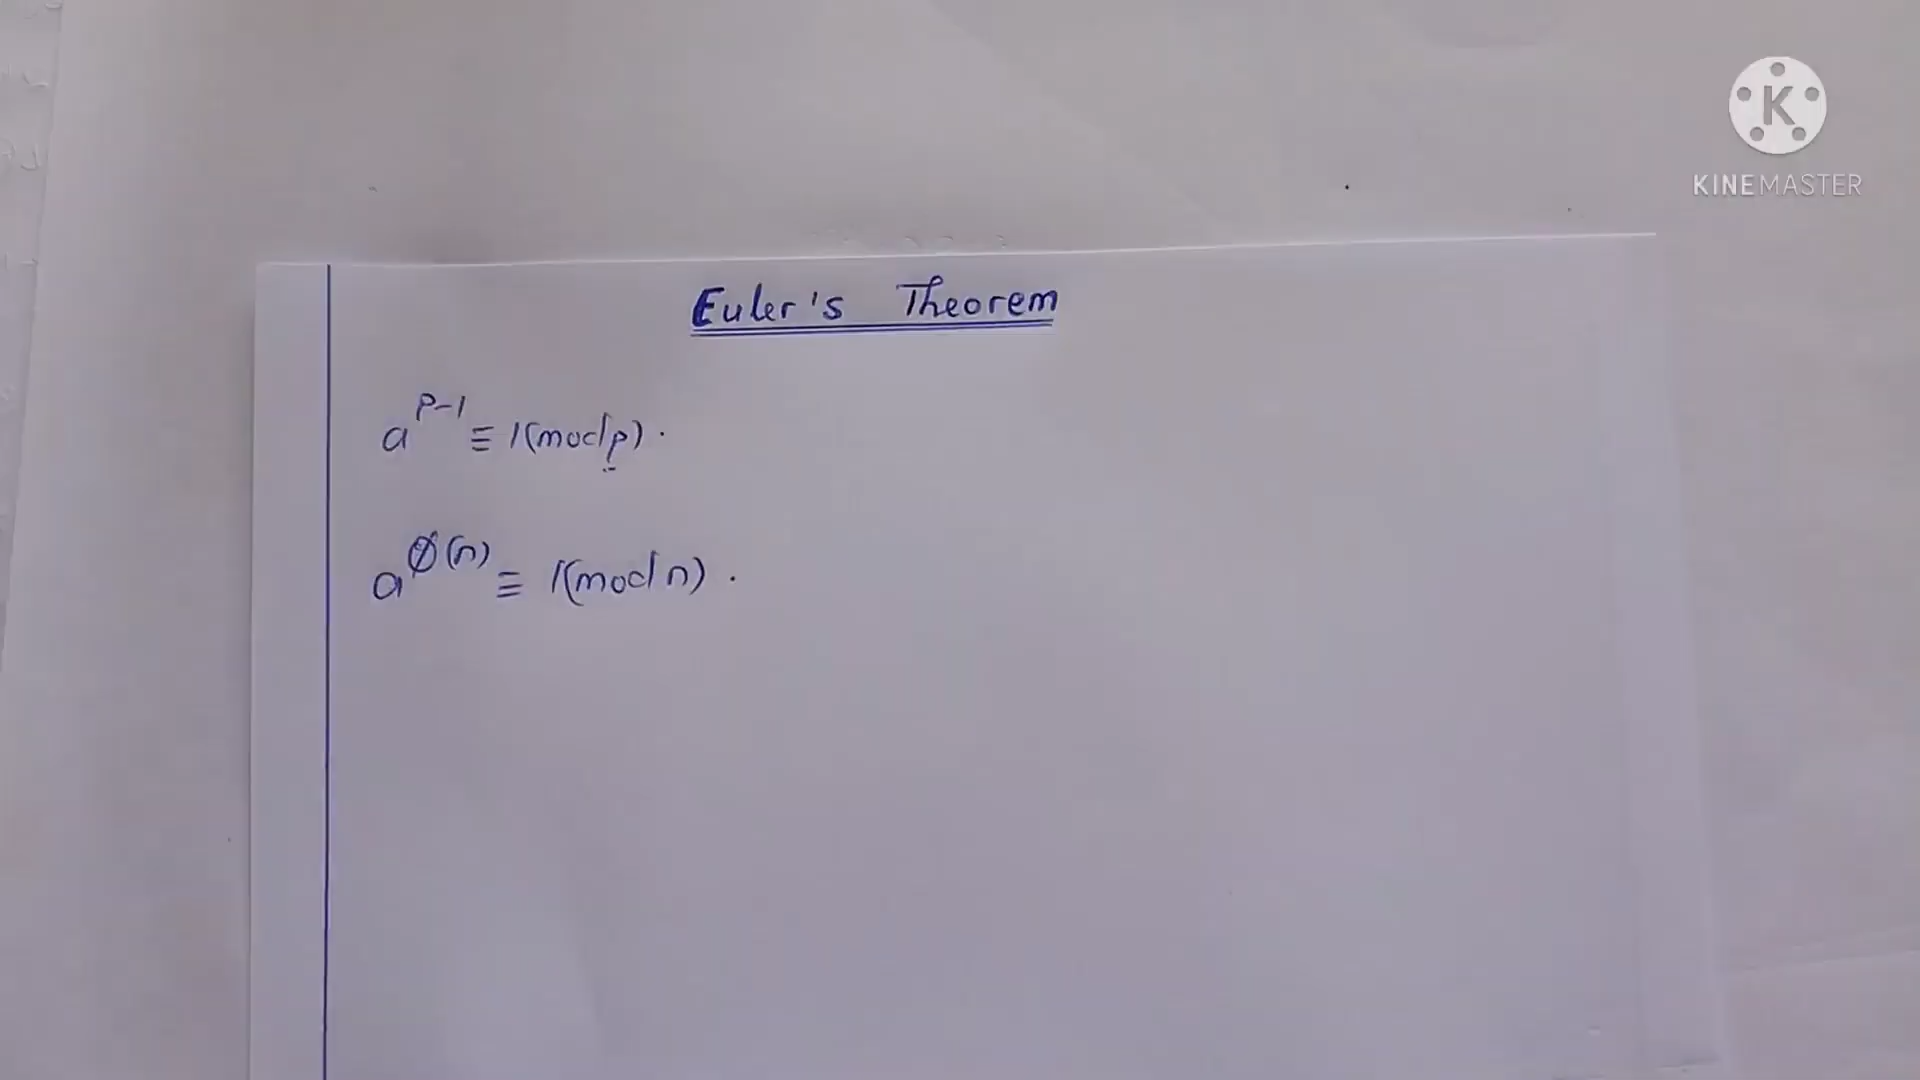 K
KINEMASTER
Euler's Theorem
a^{p-1} ≡ 1(mod p).
a^{Ø(n)} ≡ 1(mod n).